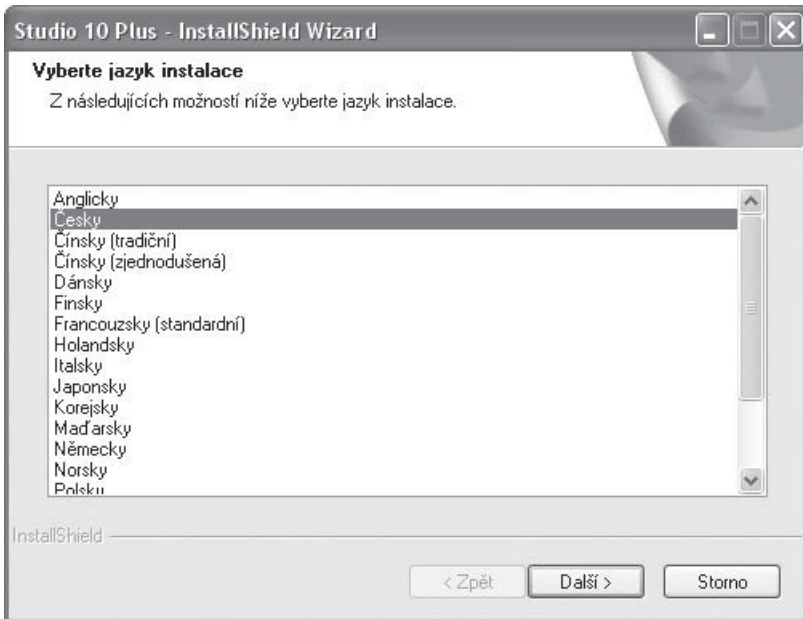 Studio 10 Plus - InstallShield Wizard
Vyberte jazyk instalace
Z následujících možností níže vyberte jazyk instalace.
Anglicky
Česky
Čínsky (tradiční)
Čínsky (zjednodušená)
Dánsky
Finsky
Francouzsky (standardní)
Holandsky
Italsky
Japonsky
Korejsky
Maďarsky
Německy
Norsky
Polsky
InstallShield
< Zpět
Další >
Storno